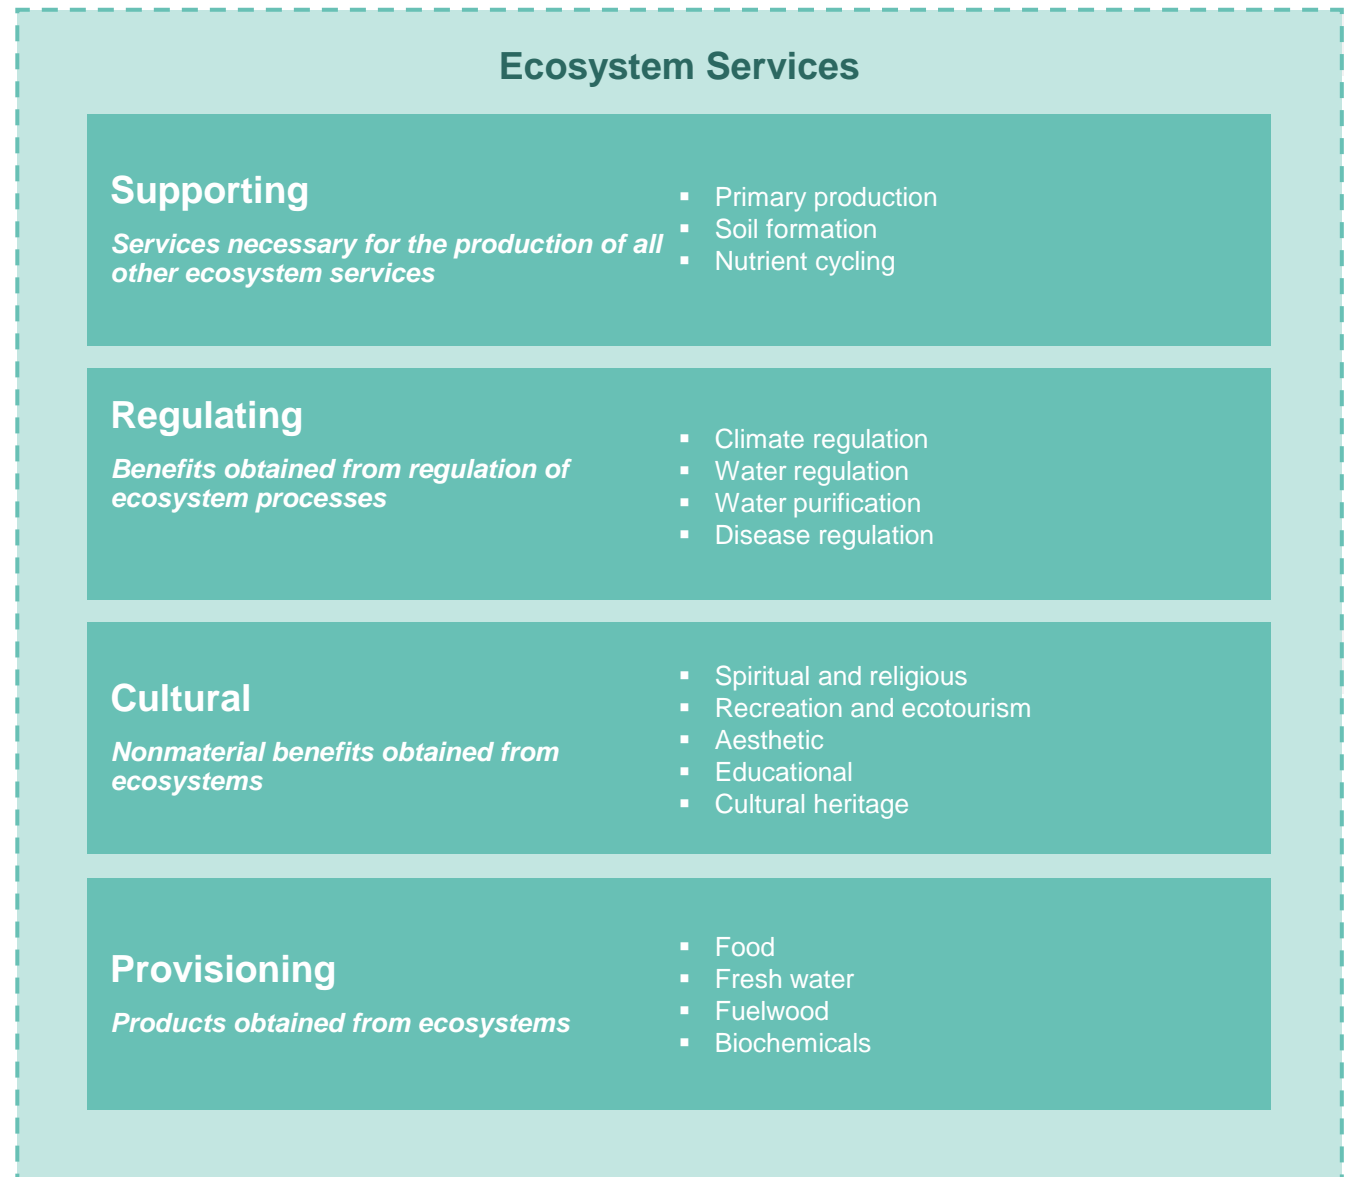 Ecosystem Services
Supporting
Services necessary for the production of all
other ecosystem services
▪ Primary production
▪ Soil formation
▪ Nutrient cycling
Regulating
Benefits obtained from regulation of
ecosystem processes
▪ Climate regulation
▪ Water regulation
▪ Water purification
▪ Disease regulation
Cultural
Nonmaterial benefits obtained from
ecosystems
▪ Spiritual and religious
▪ Recreation and ecotourism
▪ Aesthetic
▪ Educational
▪ Cultural heritage
Provisioning
Products obtained from ecosystems
▪ Food
▪ Fresh water
▪ Fuelwood
▪ Biochemicals